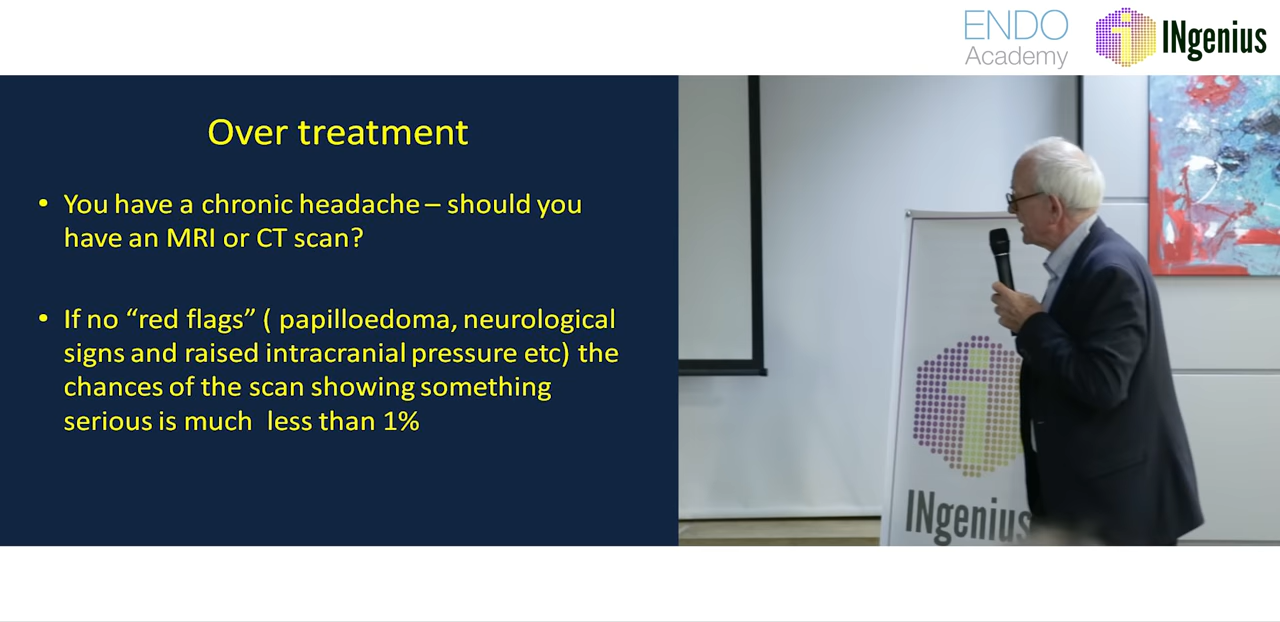 ENDO
Academy
INgenius
Over treatment
• You have a chronic headache – should you
have an MRI or CT scan?
• If no “red flags” ( papilloedoma, neurological
signs and raised intracranial pressure etc) the
chances of the scan showing something
serious is much  less than 1%
INgenius